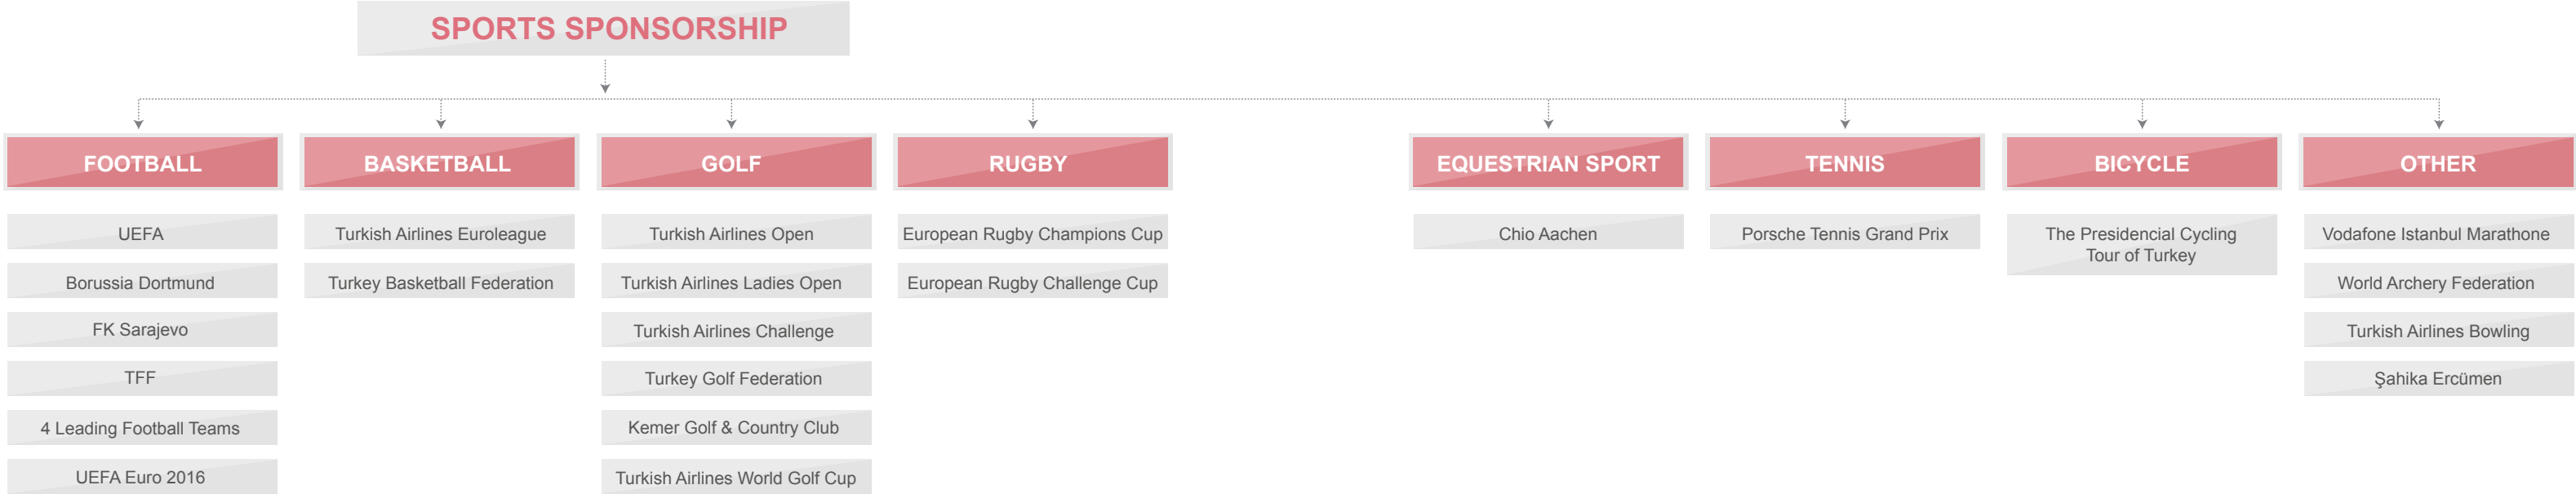 SPORTS SPONSORSHIP
FOOTBALL
UEFA
Borussia Dortmund
FK Sarajevo
TFF
4 Leading Football Teams
UEFA Euro 2016
BASKETBALL
Turkish Airlines Euroleague
Turkey Basketball Federation
GOLF
Turkish Airlines Open
Turkish Airlines Ladies Open
Turkish Airlines Challenge
Turkey Golf Federation
Kemer Golf & Country Club
Turkish Airlines World Golf Cup
RUGBY
European Rugby Champions Cup
European Rugby Challenge Cup
EQUESTRIAN SPORT
Chio Aachen
TENNIS
Porsche Tennis Grand Prix
BICYCLE
The Presidencial Cycling
Tour of Turkey
OTHER
Vodafone Istanbul Marathone
World Archery Federation
Turkish Airlines Bowling
Şahika Ercümen